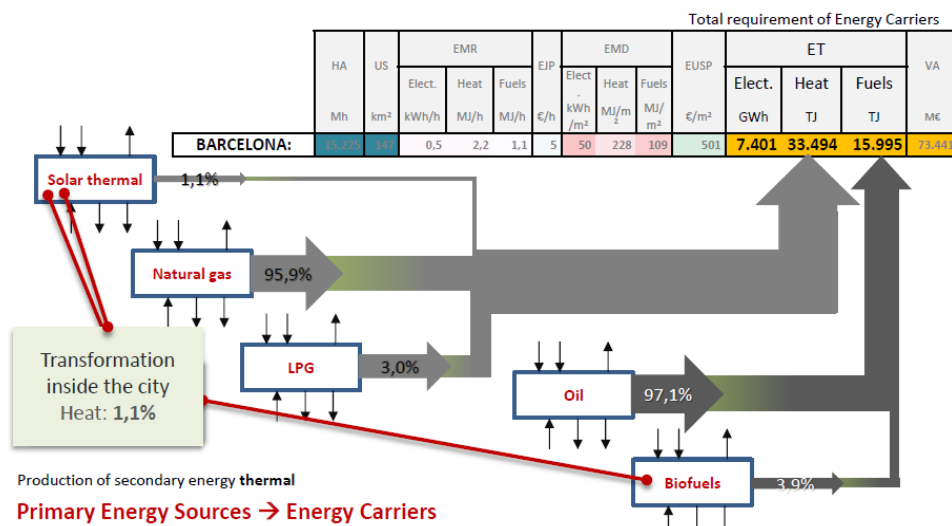 Total requirement of Energy Carriers
HA US EMR EJP EMD EUSP ET VA
Elect. Heat Fuels Elect. Heat Fuels Elect. Heat Fuels
Mh km² kWh/h MJ/h MJ/h €/h kWh/m² MJ/m² MJ/m² €/m² GWh TJ TJ M€
BARCELONA: 15.225 147 0,5 2,2 1,1 5 50 228 109 501 7.401 33.494 15.995 73.441
Solar thermal 1,1%
Natural gas 95,9%
LPG 3,0%
Transformation
inside the city
Heat: 1,1%
Oil 97,1%
Biofuels 3,9%
Production of secondary energy thermal
Primary Energy Sources → Energy Carriers